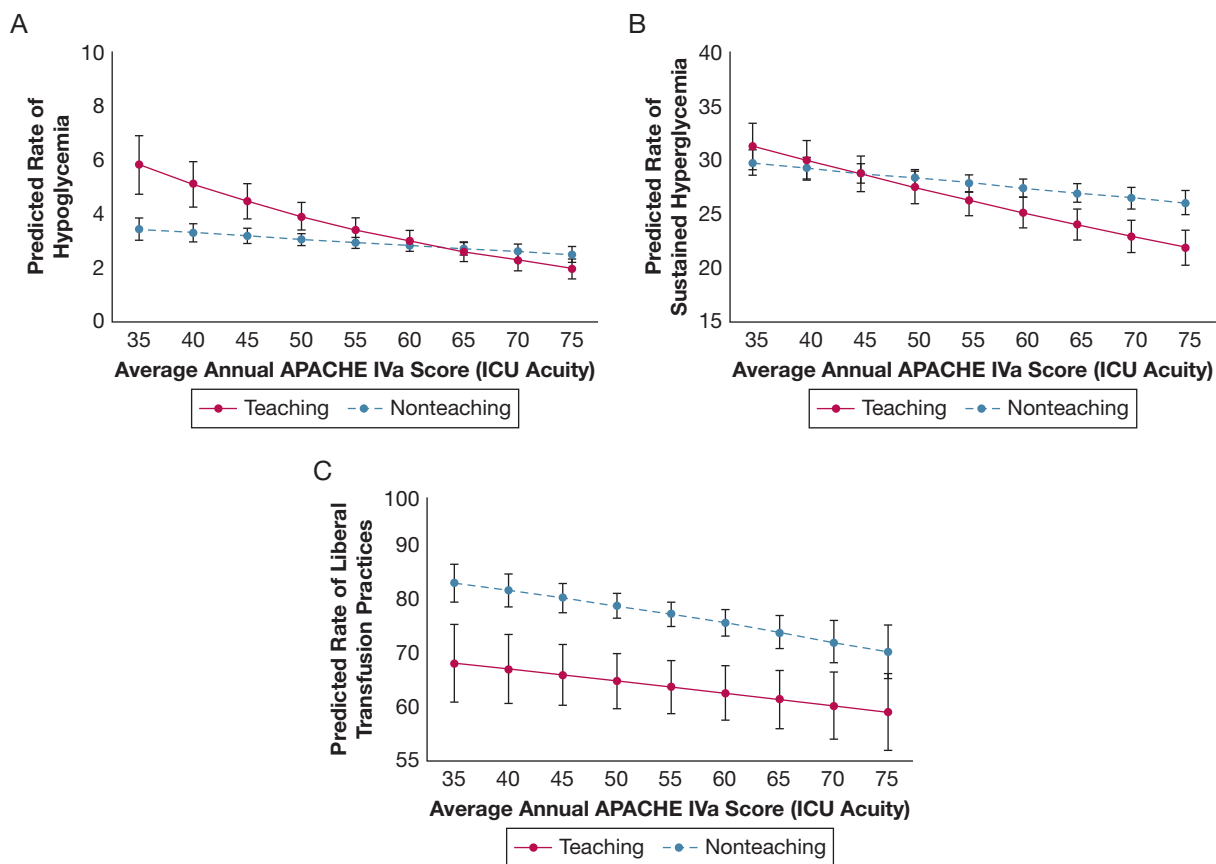 A
Predicted Rate of
Hypoglycemia
10
8
6
4
2
0
35 40 45 50 55 60 65 70 75
Average Annual APACHE IVa Score (ICU Acuity)
Teaching Nonteaching
B
Predicted Rate of
Sustained Hyperglycemia
40
35
30
25
20
15
35 40 45 50 55 60 65 70 75
Average Annual APACHE IVa Score (ICU Acuity)
Teaching Nonteaching
C
Predicted Rate of Liberal
Transfusion Practices
100
90
80
70
60
55
35 40 45 50 55 60 65 70 75
Average Annual APACHE IVa Score (ICU Acuity)
Teaching Nonteaching